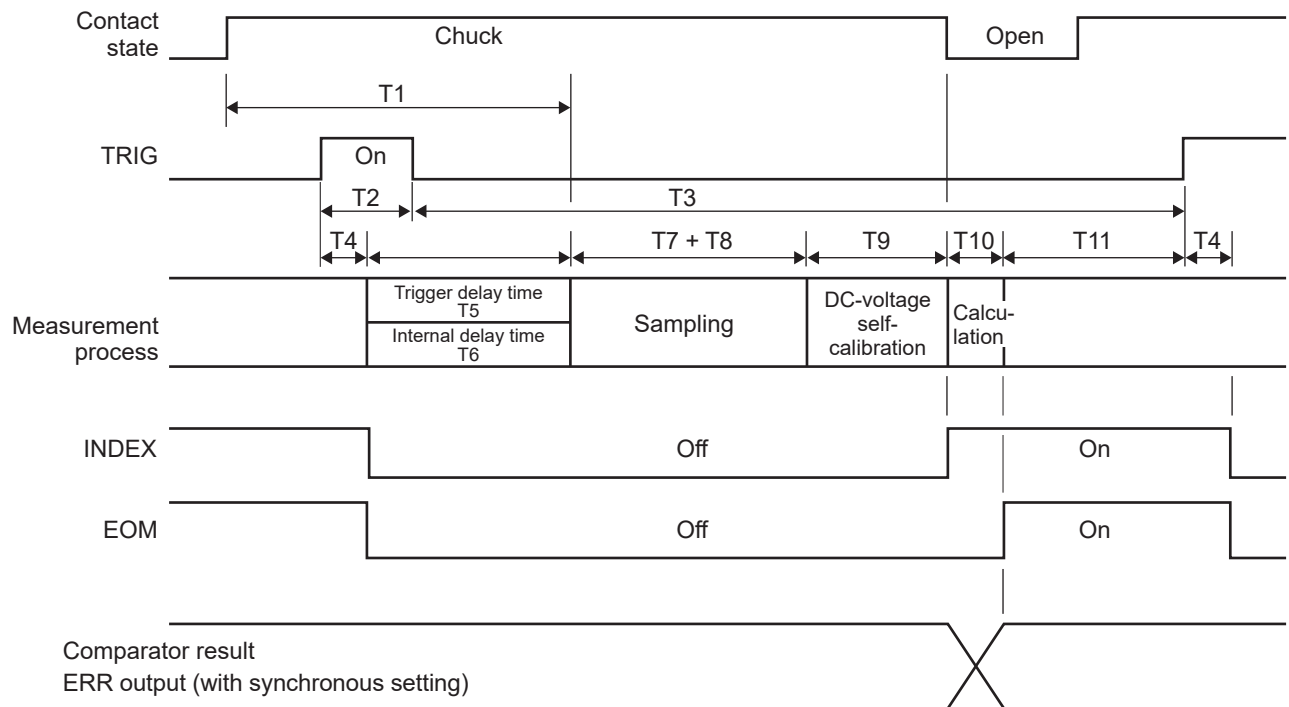 Contact
state
Chuck
Open
T1
TRIG
On
T2
T3
T4
T7 + T8
T9
T10
T11
T4
Measurement
process
Trigger delay time
T5
Internal delay time
T6
Sampling
DC-voltage
self-
calibration
Calcu-
lation
INDEX
Off
On
EOM
Off
On
Comparator result
ERR output (with synchronous setting)